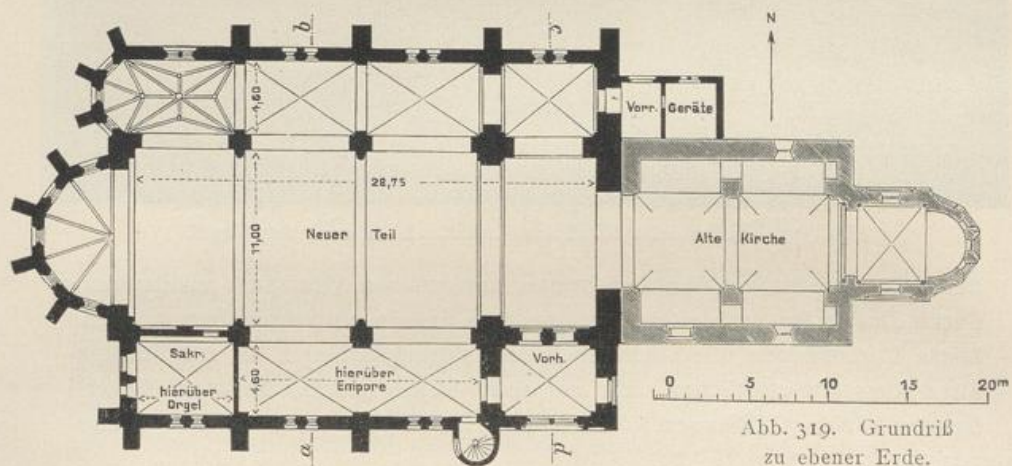 b
c
N
Vorr. Geräte
4,60
28,75
11,00
Neuer Teil
Alte Kirche
Sakr.
hierüber
Orgel
4,60
hierüber
Empore
Vorh.
a
d
0 5 10 15 20m
Abb. 319. Grundriß
zu ebener Erde.